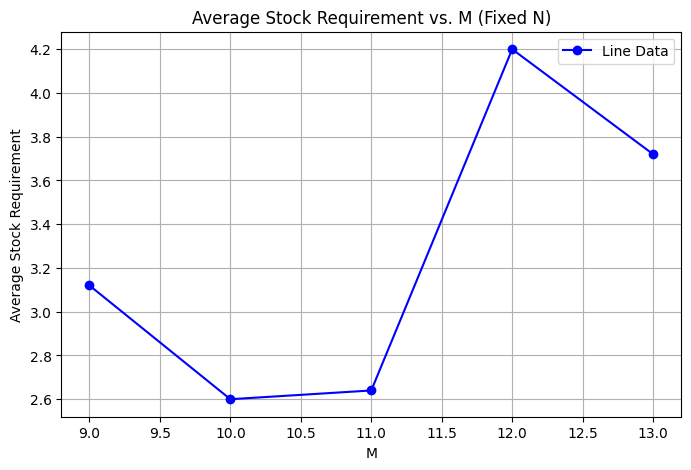 Average Stock Requirement vs. M (Fixed N)
Line Data
Average Stock Requirement
4.2
4.0
3.8
3.6
3.4
3.2
3.0
2.8
2.6
9.0 9.5 10.0 10.5 11.0 11.5 12.0 12.5 13.0
M